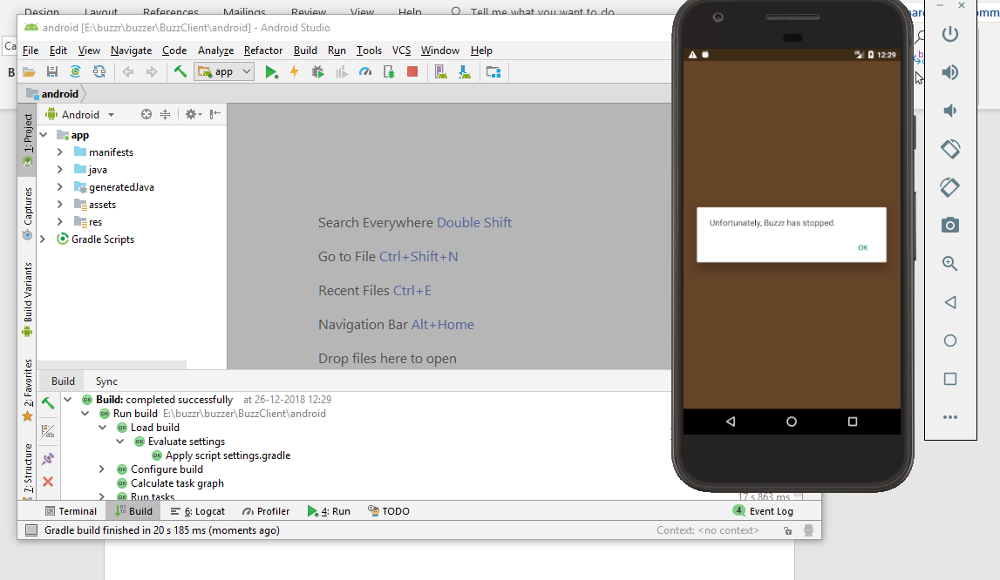 Design Layout References Mailings Review View Help Tell me what you want to do
android [E:\buzzr\buzzer\BuzzClient\android] - Android Studio
File Edit View Navigate Code Analyze Refactor Build Run Tools VCS Window Help
app
android
Android
1: Project
Captures
Build Variants
2: Favorites
7: Structure
app
manifests
java
generatedJava
assets
res
Gradle Scripts
Search Everywhere Double Shift
Go to File Ctrl+Shift+N
Recent Files Ctrl+E
Navigation Bar Alt+Home
Drop files here to open
12:29
Unfortunately, Buzzr has stopped.
OK
Build Sync
Build: completed successfully at 26-12-2018 12:29
Run build E:\buzzr\buzzer\BuzzClient\android
Load build
Evaluate settings
Apply script settings.gradle
Configure build
Calculate task graph
Run tasks 17 s 863 ms
Terminal Build 6: Logcat Profiler 4: Run TODO 4 Event Log
Gradle build finished in 20 s 185 ms (moments ago) Context: <no context>